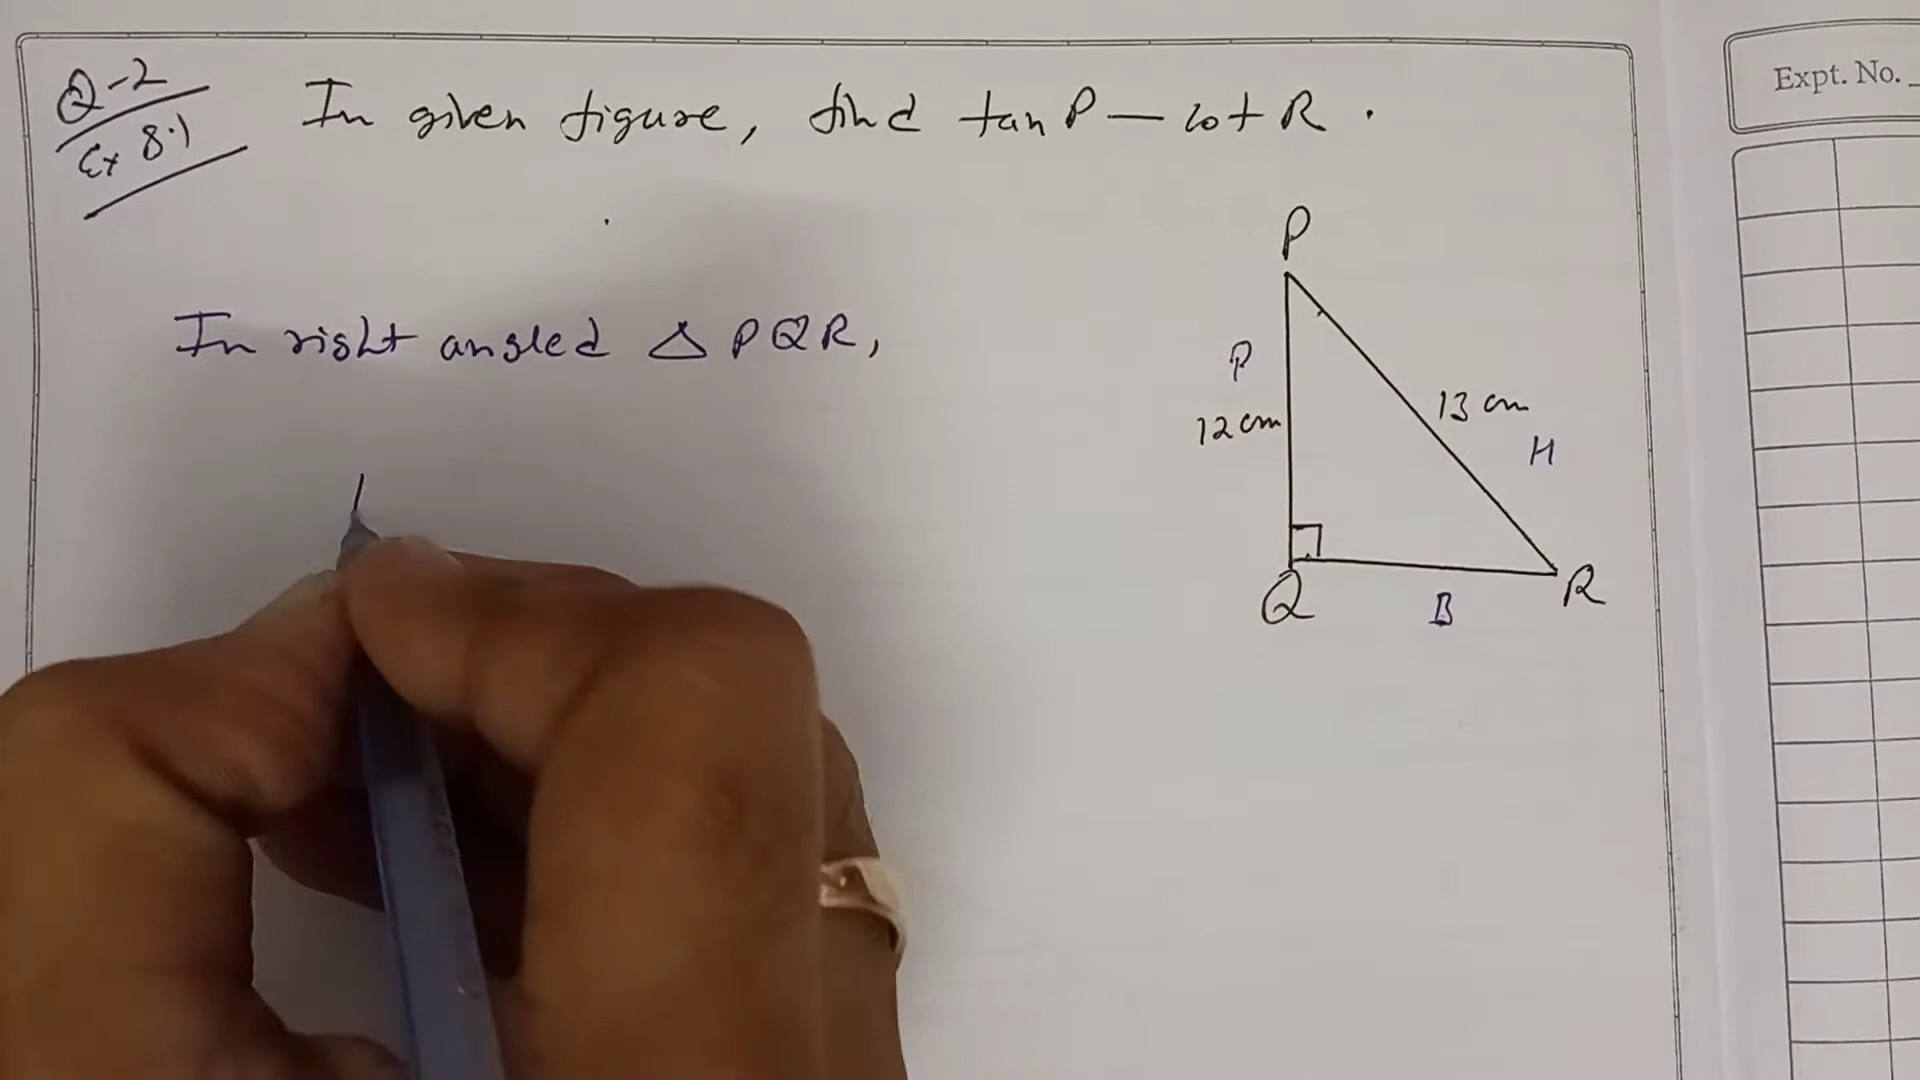 Q-2
Ex 8.1
In given figure, find tan P — cot R .
Expt. No.
In right angled △ PQR,
P
P
12 cm
13 cm
H
Q
B
R